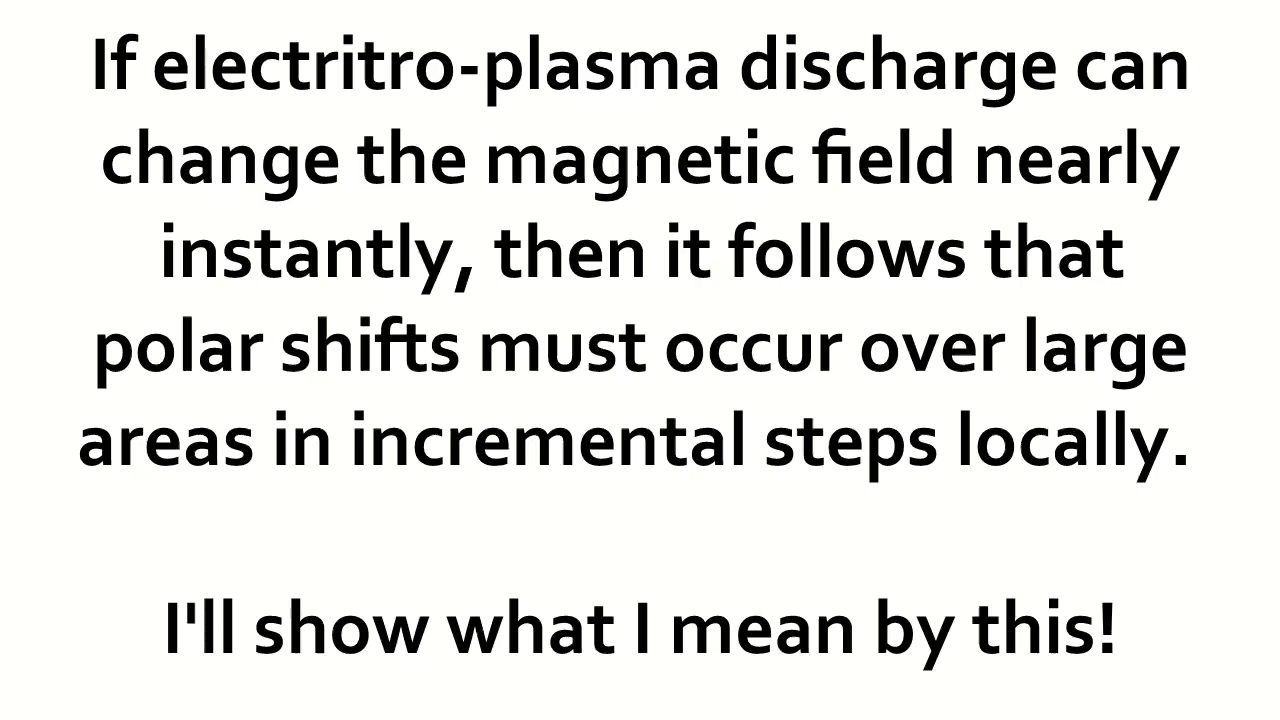 If electritro-plasma discharge can
change the magnetic field nearly
instantly, then it follows that
polar shifts must occur over large
areas in incremental steps locally.
I'll show what I mean by this!